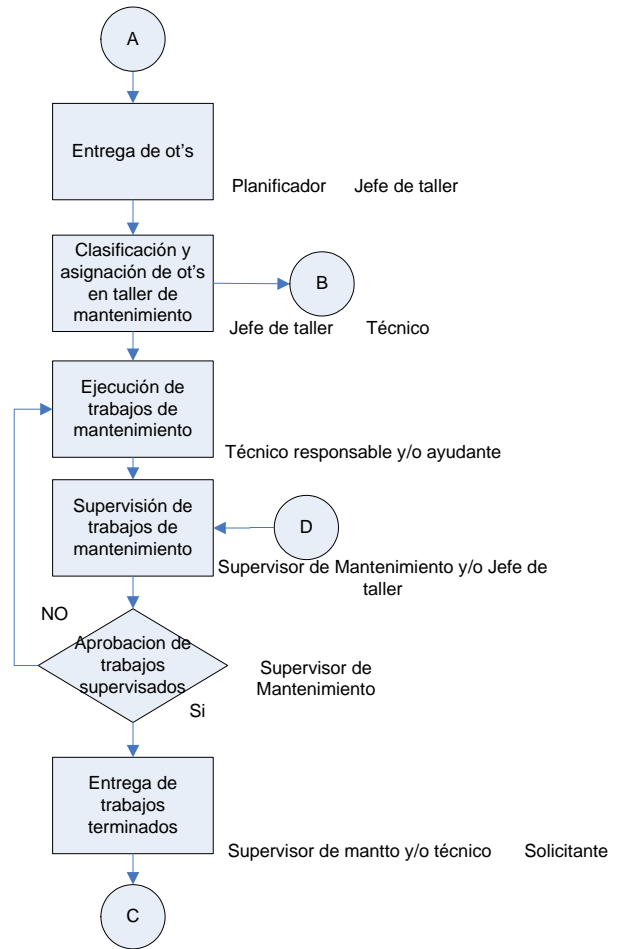 A
Entrega de ot's
Planificador Jefe de taller
Clasificación y
asignación de ot's
en taller de
mantenimiento
B
Jefe de taller Técnico
Ejecución de
trabajos de
mantenimiento
Técnico responsable y/o ayudante
Supervisión de
trabajos de
mantenimiento
D
Supervisor de Mantenimiento y/o Jefe de
taller
NO
Aprobacion de
trabajos
supervisados
Supervisor de
Mantenimiento
Si
Entrega de
trabajos
terminados
Supervisor de mantto y/o técnico Solicitante
C